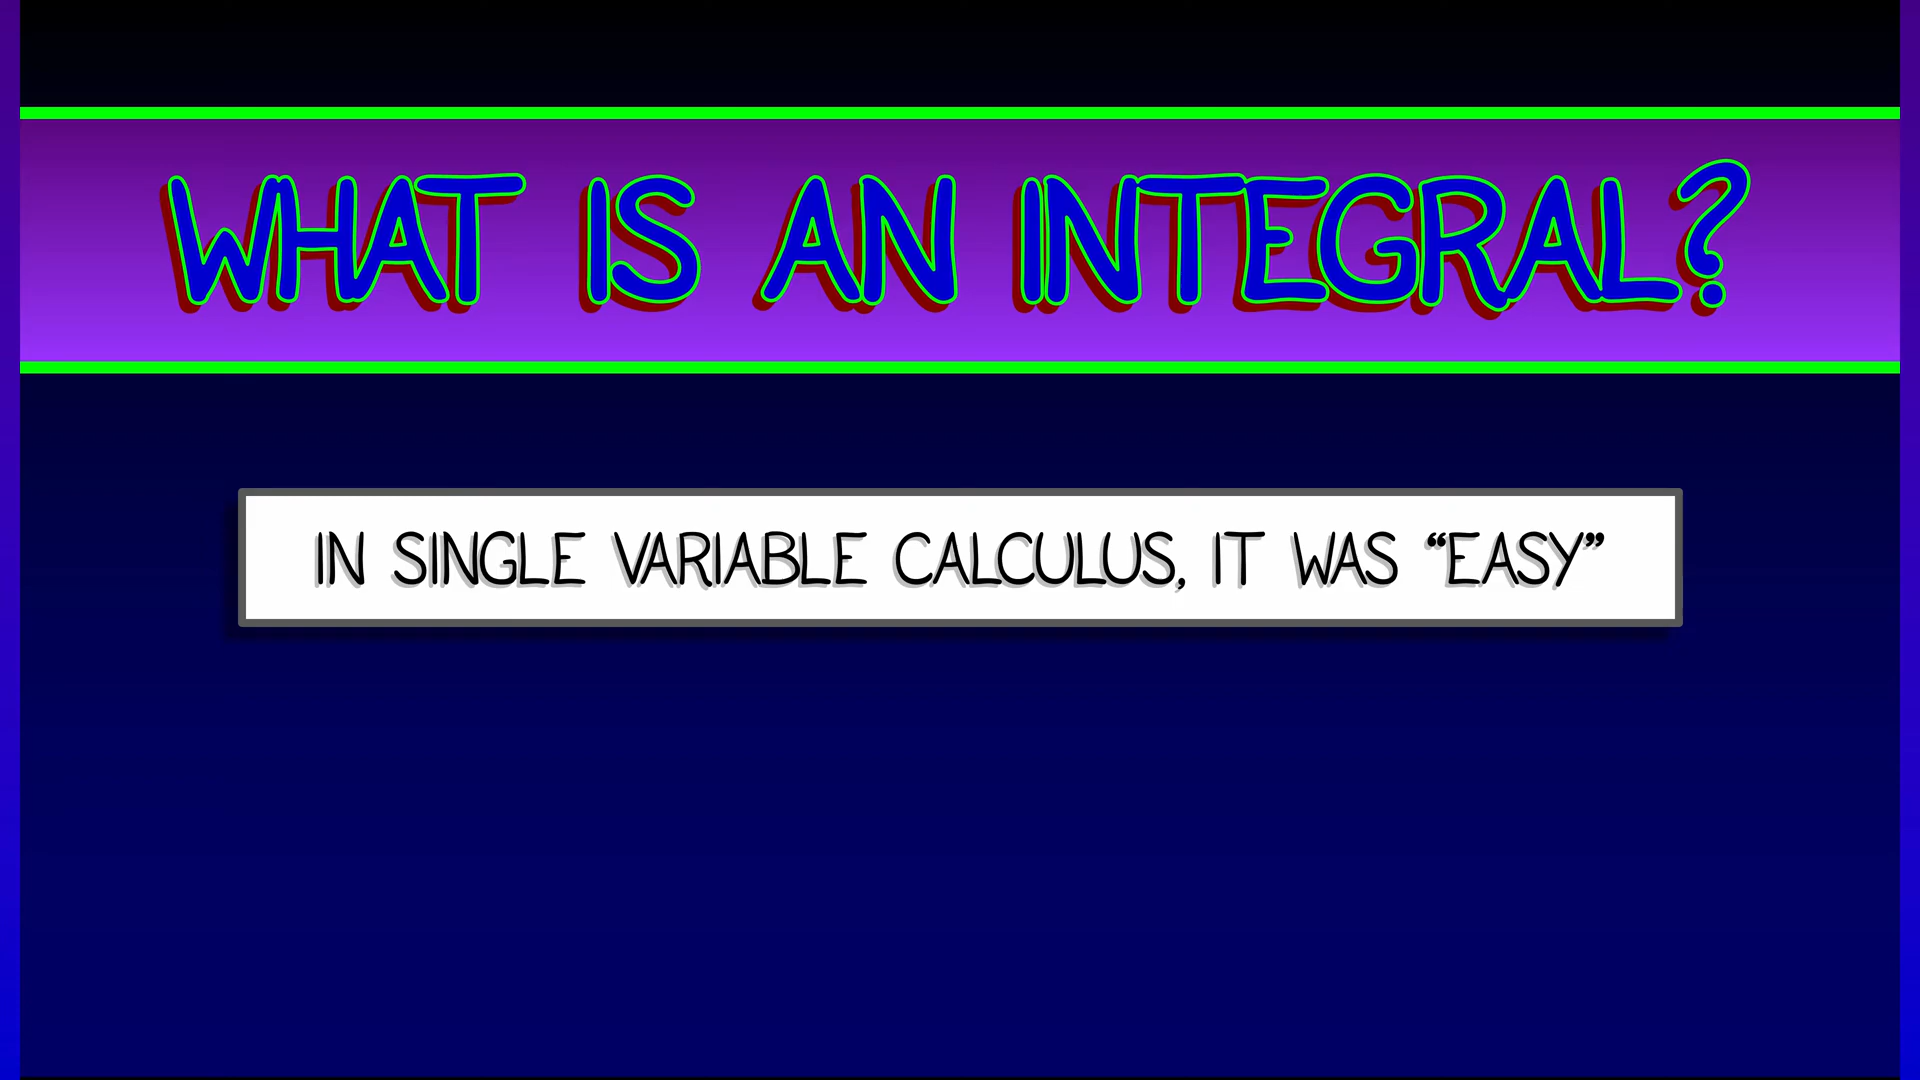 WHAT IS AN INTEGRAL?
IN SINGLE VARIABLE CALCULUS, IT WAS “EASY”